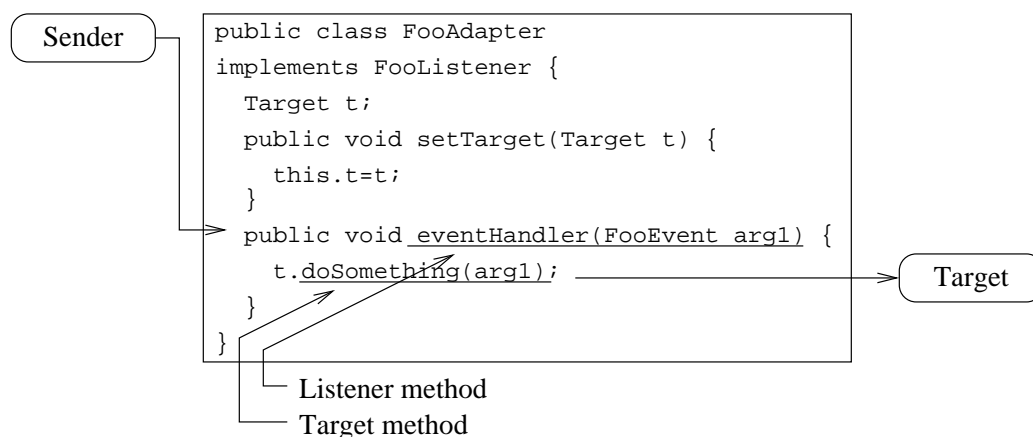 Sender
public class FooAdapter
implements FooListener {
Target t;
public void setTarget(Target t) {
this.t=t;
}
public void eventHandler(FooEvent arg1) {
t.doSomething(arg1);
Target
}
}
Listener method
Target method